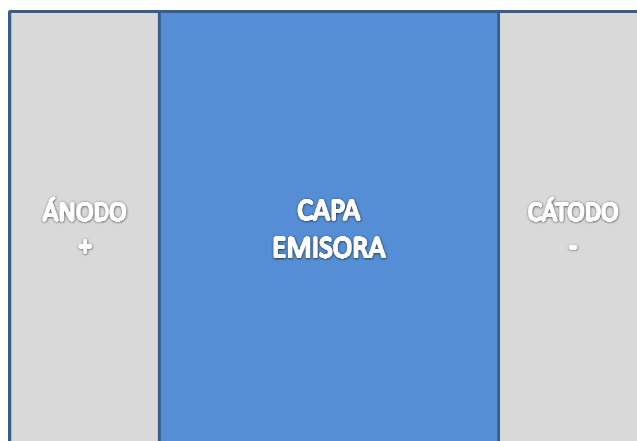 ÁNODO
+
CAPA
EMISORA
CÁTODO
-